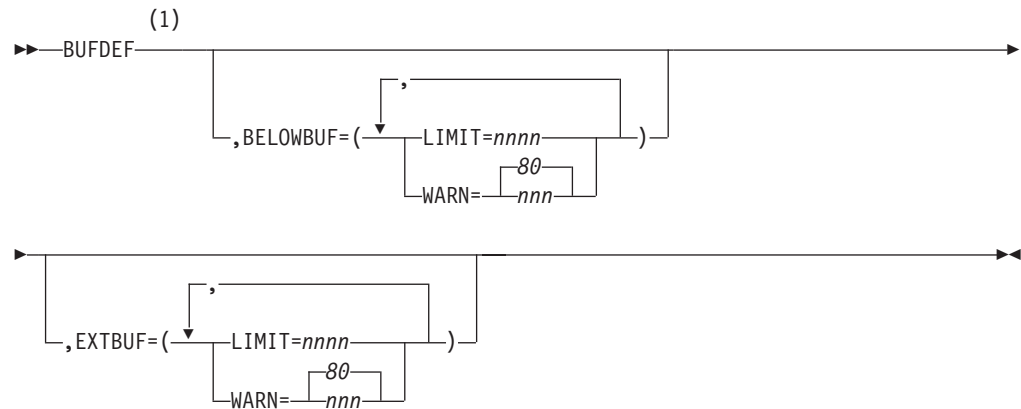 (1)
BUFDEF
,
,BELOWBUF=( LIMIT=nnnn )
80
WARN= nnn
,
,EXTBUF=( LIMIT=nnnn )
80
WARN= nnn